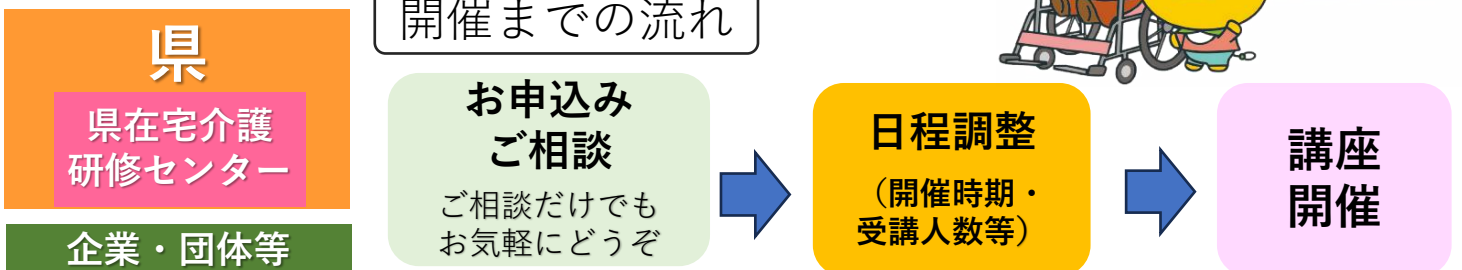 県
県在宅介護
研修センター
企業・団体等
開催までの流れ
お申込み
ご相談
ご相談だけでも
お気軽にどうぞ
日程調整
（開催時期・
受講人数等）
講座
開催